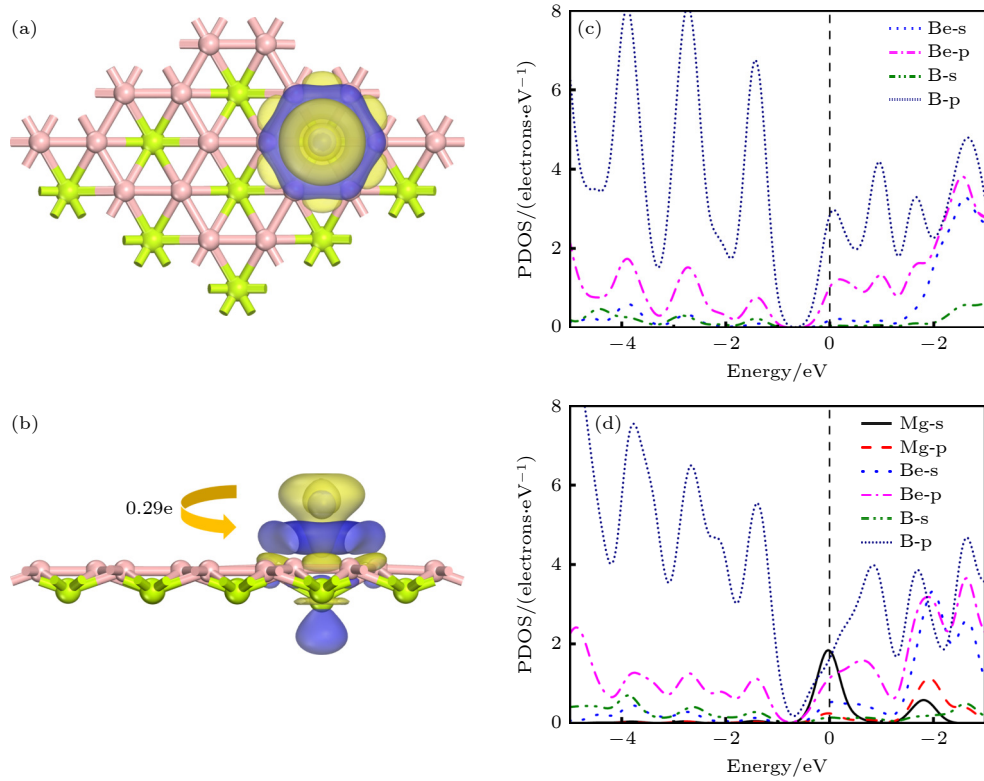 (a)
(b)
0.29e
(c)
Be-s
Be-p
B-s
B-p
PDOS/(electrons·eV⁻¹)
8
6
4
2
0
−4
−2
0
−2
Energy/eV
(d)
Mg-s
Mg-p
Be-s
Be-p
B-s
B-p
PDOS/(electrons·eV⁻¹)
8
6
4
2
0
−4
−2
0
−2
Energy/eV